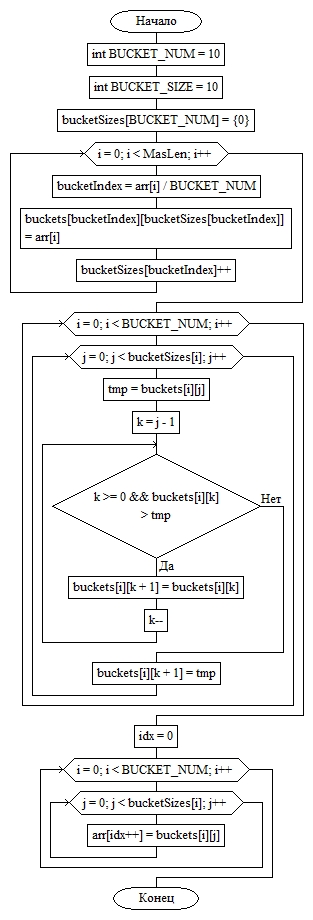 Начало
int BUCKET_NUM = 10
int BUCKET_SIZE = 10
bucketSizes[BUCKET_NUM] = {0}
i = 0; i < MasLen; i++
bucketIndex = arr[i] / BUCKET_NUM
buckets[bucketIndex][bucketSizes[bucketIndex]]
= arr[i]
bucketSizes[bucketIndex]++
i = 0; i < BUCKET_NUM; i++
j = 0; j < bucketSizes[i]; j++
tmp = buckets[i][j]
k = j - 1
k >= 0 && buckets[i][k]
> tmp
Нет
Да
buckets[i][k + 1] = buckets[i][k]
k--
buckets[i][k + 1] = tmp
idx = 0
i = 0; i < BUCKET_NUM; i++
j = 0; j < bucketSizes[i]; j++
arr[idx++] = buckets[i][j]
Конец